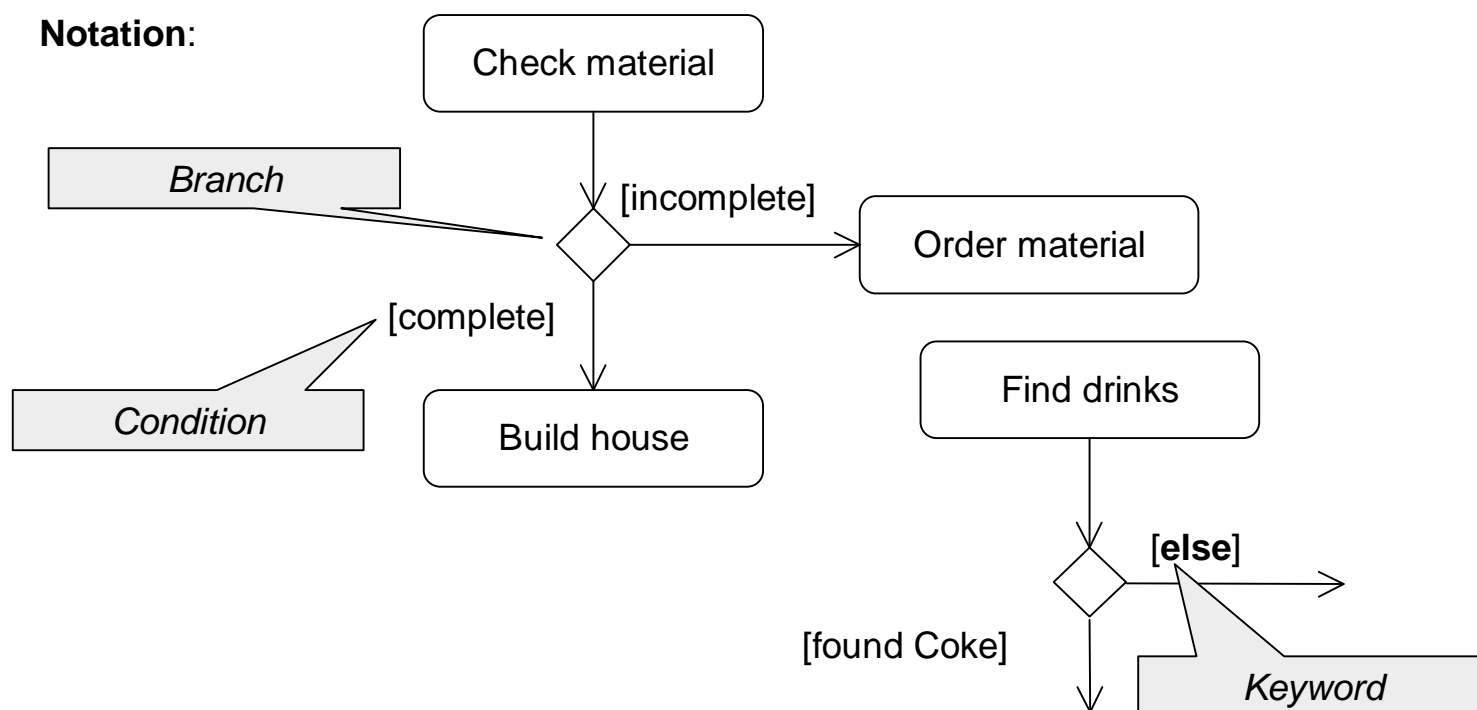 Notation:
Check material
Branch
[incomplete]
Order material
[complete]
Condition
Build house
Find drinks
[else]
[found Coke]
Keyword